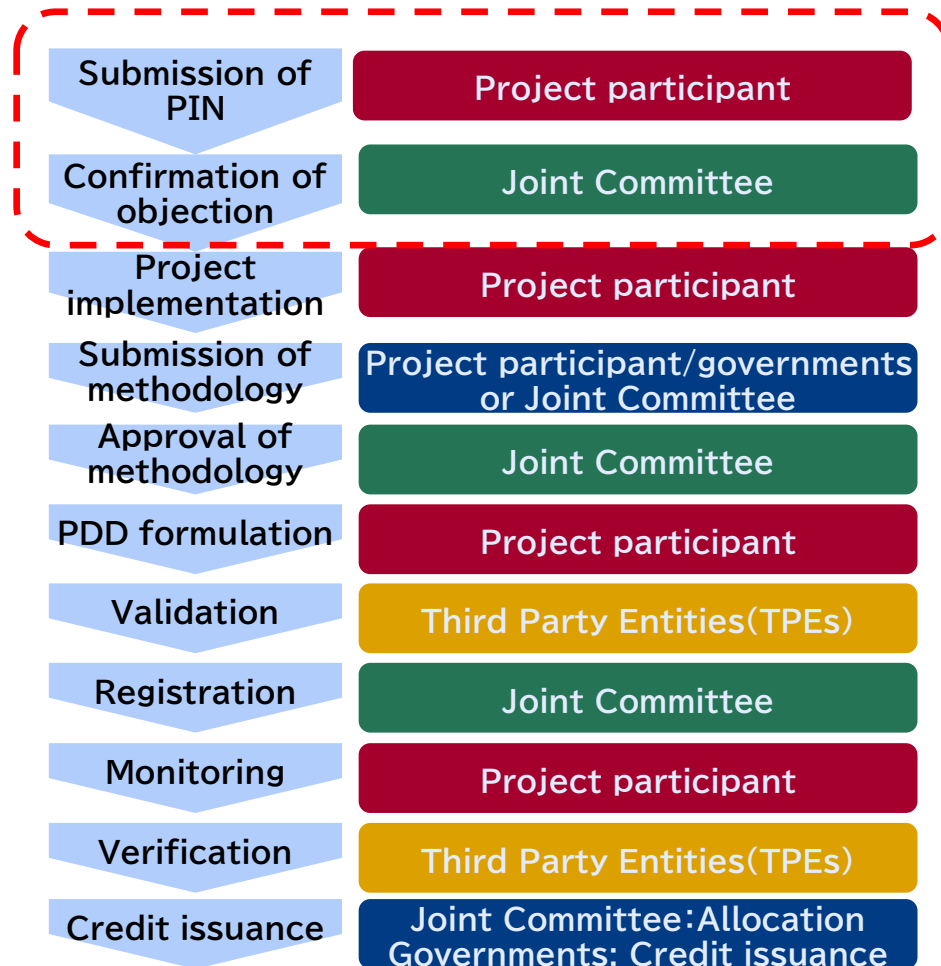 Submission of
PIN
Project participant
Confirmation of
objection
Joint Committee
Project
implementation
Project participant
Submission of
methodology
Project participant/governments
or Joint Committee
Approval of
methodology
Joint Committee
PDD formulation
Project participant
Validation
Third Party Entities(TPEs)
Registration
Joint Committee
Monitoring
Project participant
Verification
Third Party Entities(TPEs)
Credit issuance
Joint Committee:Allocation
Governments: Credit issuance